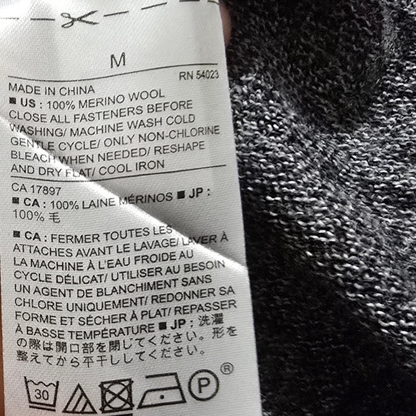 M
RN 54023
MADE IN CHINA
■ US : 100% MERINO WOOL
CLOSE ALL FASTENERS BEFORE
WASHING/ MACHINE WASH COLD
GENTLE CYCLE/ ONLY NON-CHLORINE
BLEACH WHEN NEEDED/ RESHAPE
AND DRY FLAT/ COOL IRON
CA 17897
■ CA : 100% LAINE MÉRINOS ■ JP :
100% 毛
■ CA : FERMER TOUTES LES
ATTACHES AVANT LE LAVAGE/ LAVER À
LA MACHINE À L'EAU FROIDE AU
CYCLE DÉLICAT/ UTILISER AU BESOIN
UN AGENT DE BLANCHIMENT SANS
CHLORE UNIQUEMENT/ REDONNER SA
FORME ET SÉCHER À PLAT/ REPASSER
À BASSE TEMPÉRATURE ■ JP : 洗濯
の際は開口部を閉じてください。形を
整えてから平干ししてください。
30 P ®